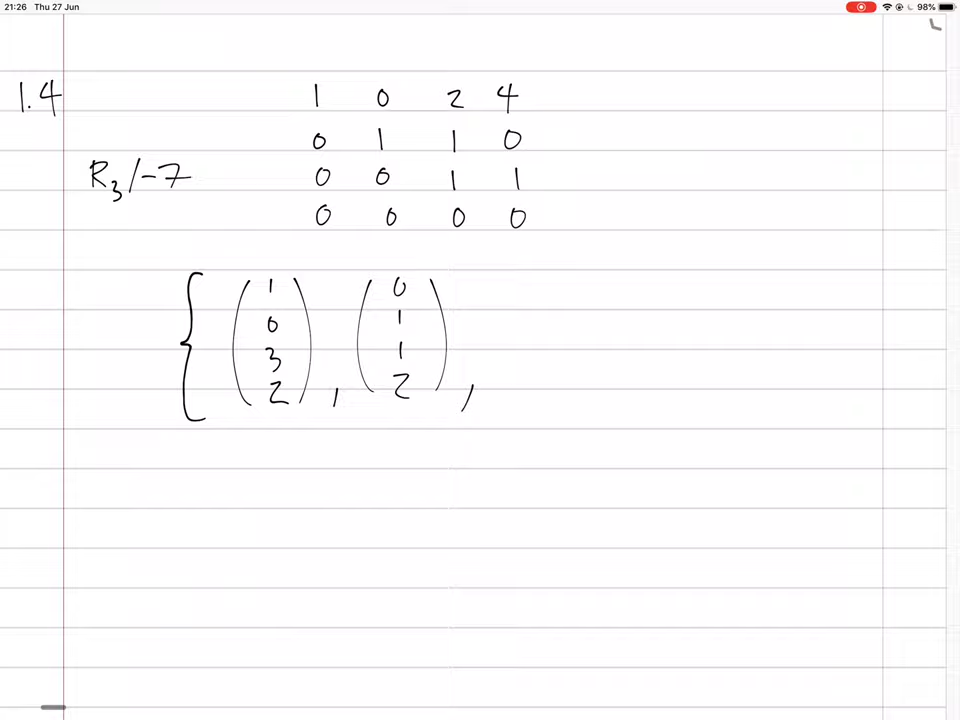 21:26 Thu 27 Jun 98%
1.4 1 0 2 4
0 1 1 0
R3/-7 0 0 1 1
0 0 0 0
{ ( 1 ) , ( 0 ) ,
0 1
3 1
2 2